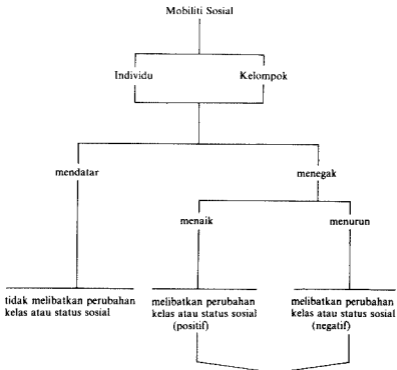 Mobiliti Sosial
Individu
Kelompok
mendatar
menegak
menaik
menurun
tidak melibatkan perubahan
kelas atau status sosial
melibatkan perubahan
kelas atau status sosial
(positif)
melibatkan perubahan
kelas atau status sosial
(negatif)